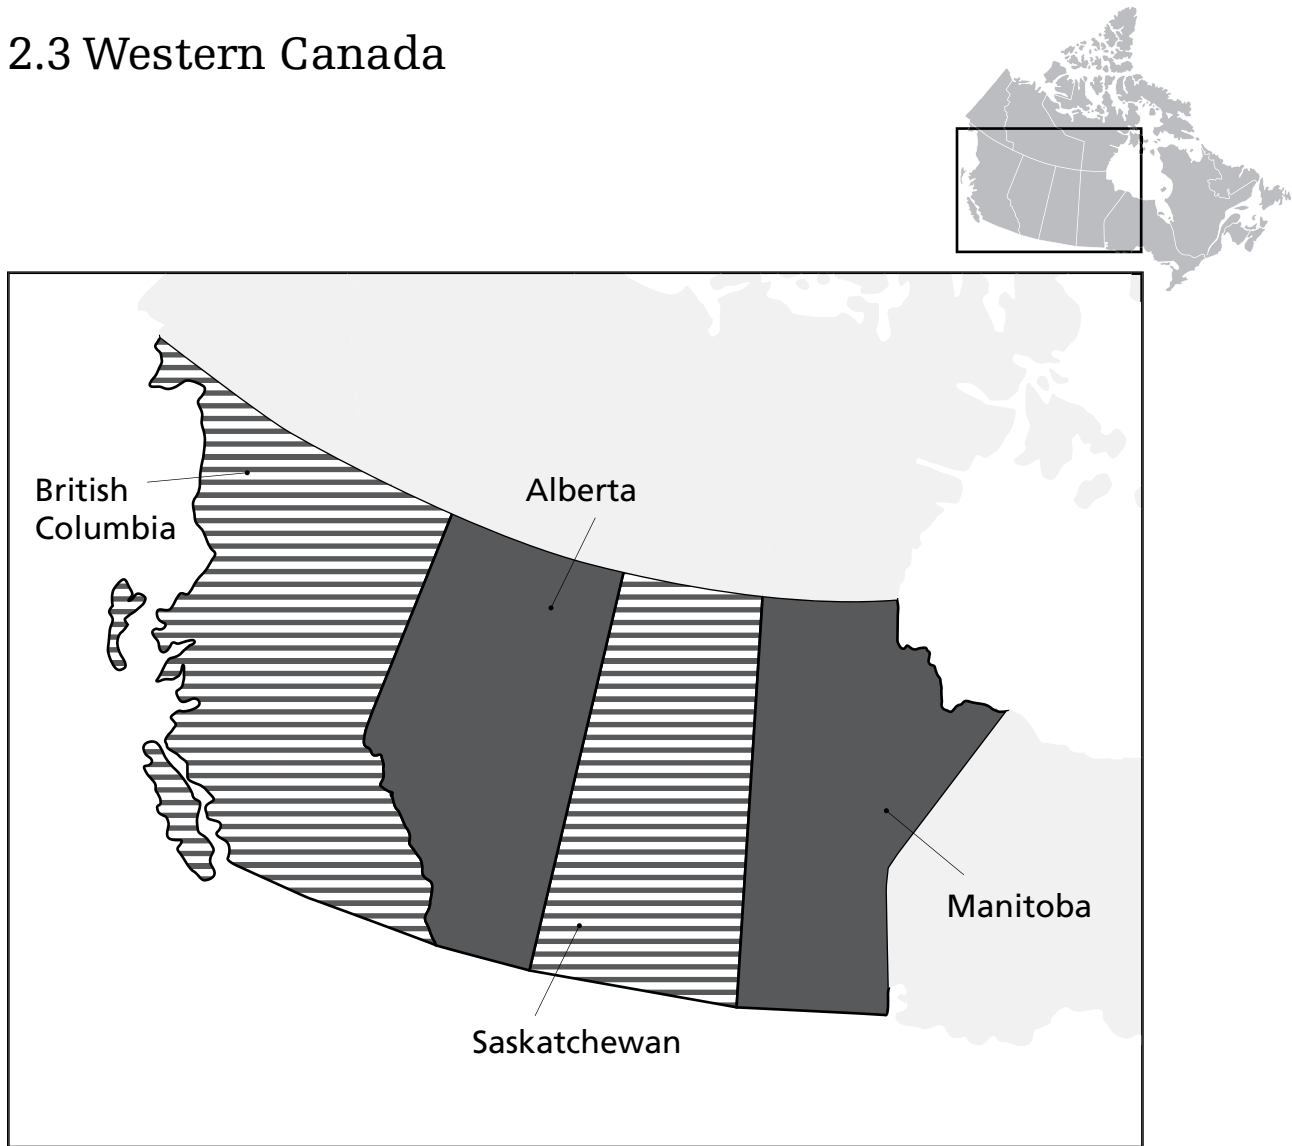 2.3 Western Canada
British
Columbia
Alberta
Manitoba
Saskatchewan